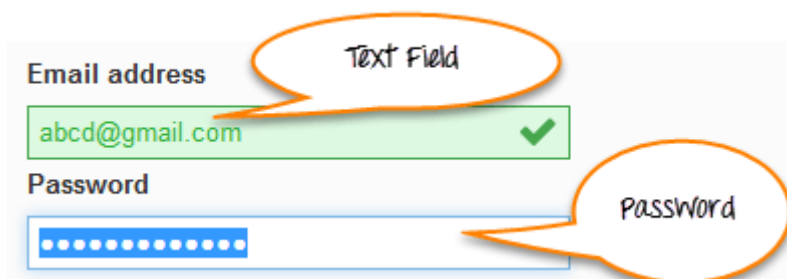 Text Field
Email address
abcd@gmail.com
Password
Password
•••••••••••••